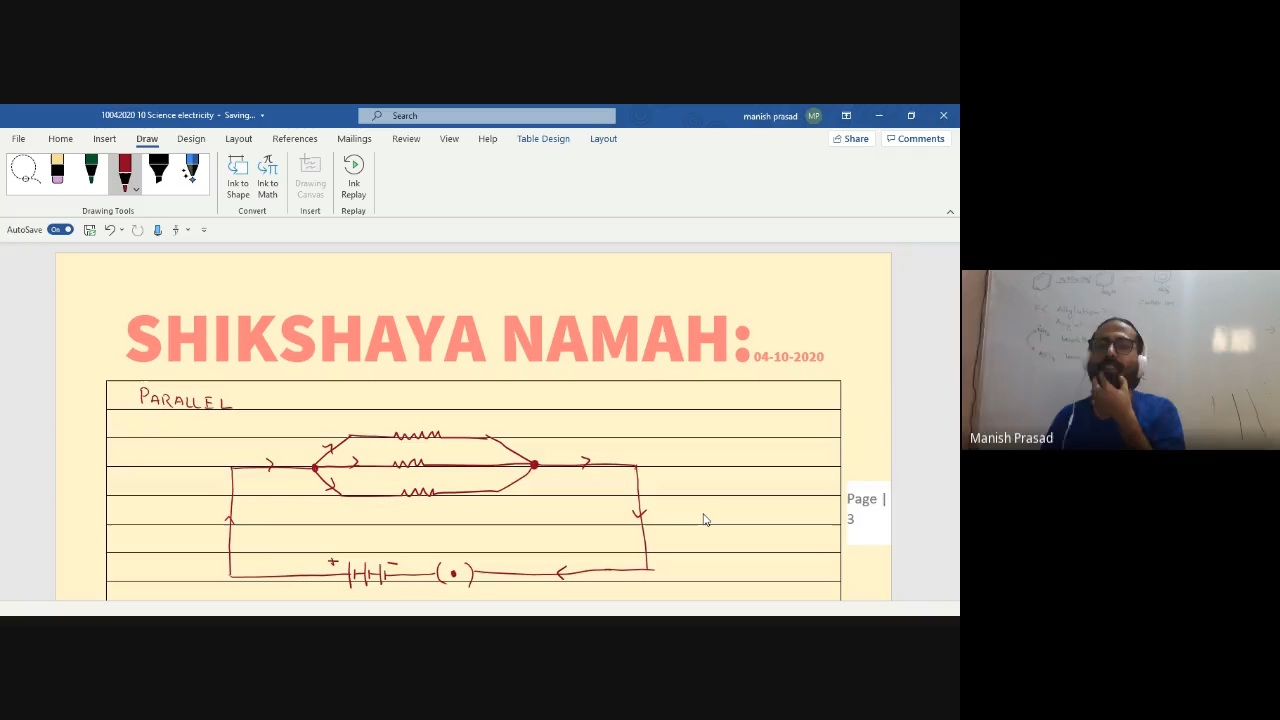 10042020 10 Science electricity - Saving...
Search
manish prasad MP
File Home Insert Draw Design Layout References Mailings Review View Help Table Design Layout
Share Comments
Ink to Shape
Ink to Math
Drawing Canvas
Ink Replay
Drawing Tools Convert Insert Replay
AutoSave On
SHIKSHAYA NAMAH: 04-10-2020
PARALLEL
+ -
Page |
3
Alkylation
Manish Prasad